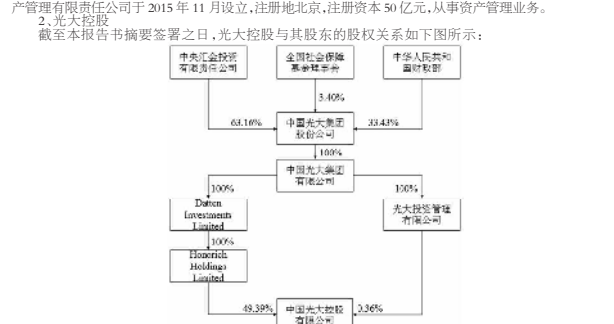 产管理有限责任公司于 2015 年 11 月设立,注册地北京,注册资本 50 亿元,从事资产管理业务。
2、光大控股
截至本报告书摘要签署之日,光大控股与其股东的股权关系如下图所示:
中央汇金投资
有限责任公司
全国社会保障
基金理事会
中华人民共和
国财政部
3.40%
63.16%
中国光大集团
股份公司
33.43%
100%
中国光大集团
有限公司
100%
100%
Datten
Investments
Limited
光大投资管理
有限公司
100%
Honorich
Holdings
Limited
49.39%
中国光大控股
有限公司
0.36%